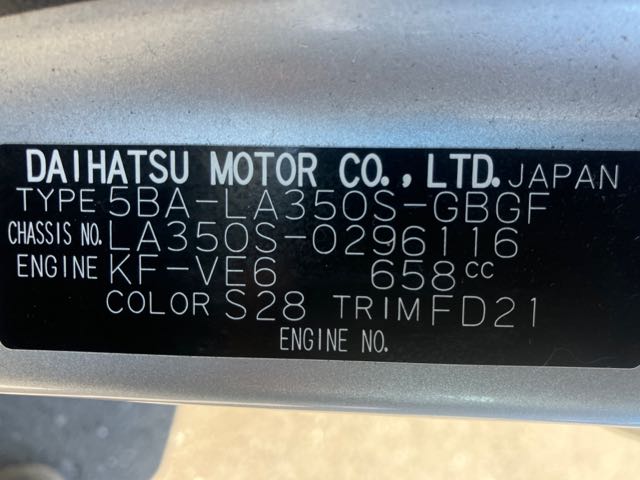 DAIHATSU MOTOR CO., LTD. JAPAN
TYPE 5BA-LA350S-GBGF
CHASSIS NO. LA350S-0296116
ENGINE KF-VE6 658cc
COLOR S28 TRIM FD21
ENGINE NO.